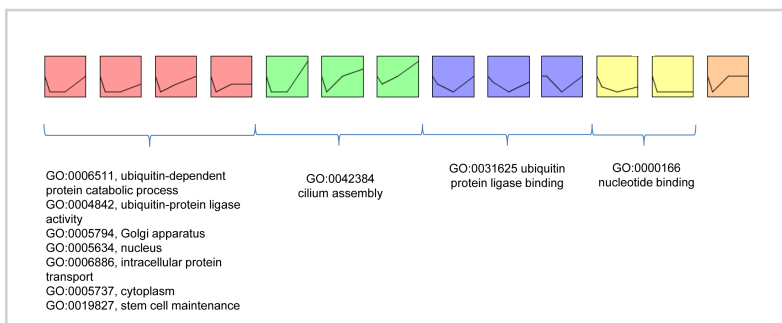 GO:0006511, ubiquitin-dependent
protein catabolic process
GO:0004842, ubiquitin-protein ligase
activity
GO:0005794, Golgi apparatus
GO:0005634, nucleus
GO:0006886, intracellular protein
transport
GO:0005737, cytoplasm
GO:0019827, stem cell maintenance
GO:0042384
cilium assembly
GO:0031625 ubiquitin
protein ligase binding
GO:0000166
nucleotide binding